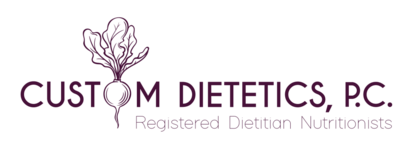 CUSTOM DIETETICS, P.C.
Registered Dietitian Nutritionists